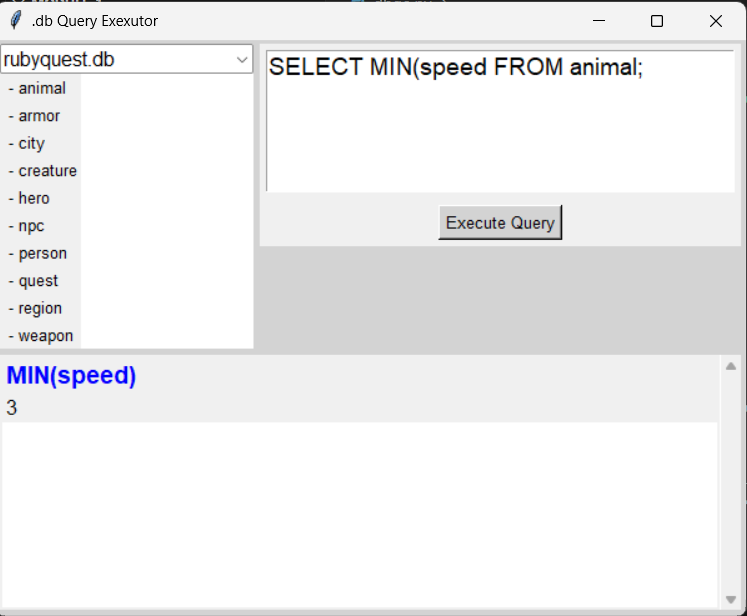 .db Query Exexutor
rubyquest.db
- animal
- armor
- city
- creature
- hero
- npc
- person
- quest
- region
- weapon
SELECT MIN(speed FROM animal;
Execute Query
MIN(speed)
3